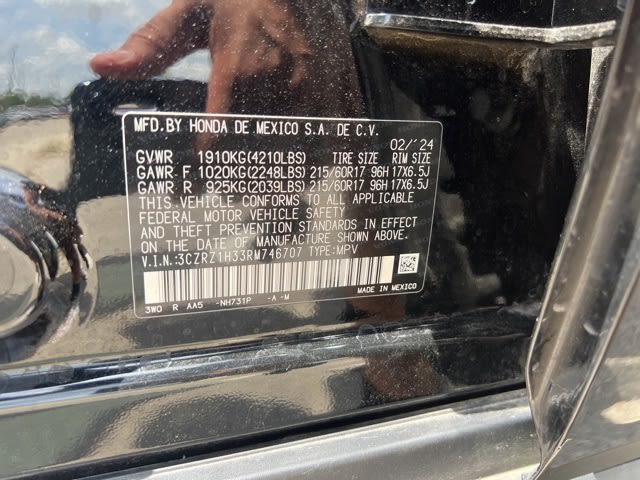 MFD.BY HONDA DE MEXICO S.A. DE C.V.
02/'24
GVWR 1910KG(4210LBS) TIRE SIZE RIM SIZE
GAWR F 1020KG(2248LBS) 215/60R17 96H 17X6.5J
GAWR R 925KG(2039LBS) 215/60R17 96H 17X6.5J
THIS VEHICLE CONFORMS TO ALL APPLICABLE
FEDERAL MOTOR VEHICLE SAFETY
AND THEFT PREVENTION STANDARDS IN EFFECT
ON THE DATE OF MANUFACTURE SHOWN ABOVE.
V.I.N.:3CZRZ1H33RM746707 TYPE:MPV
3W0 R AA5 -NH731P -A-M MADE IN MEXICO